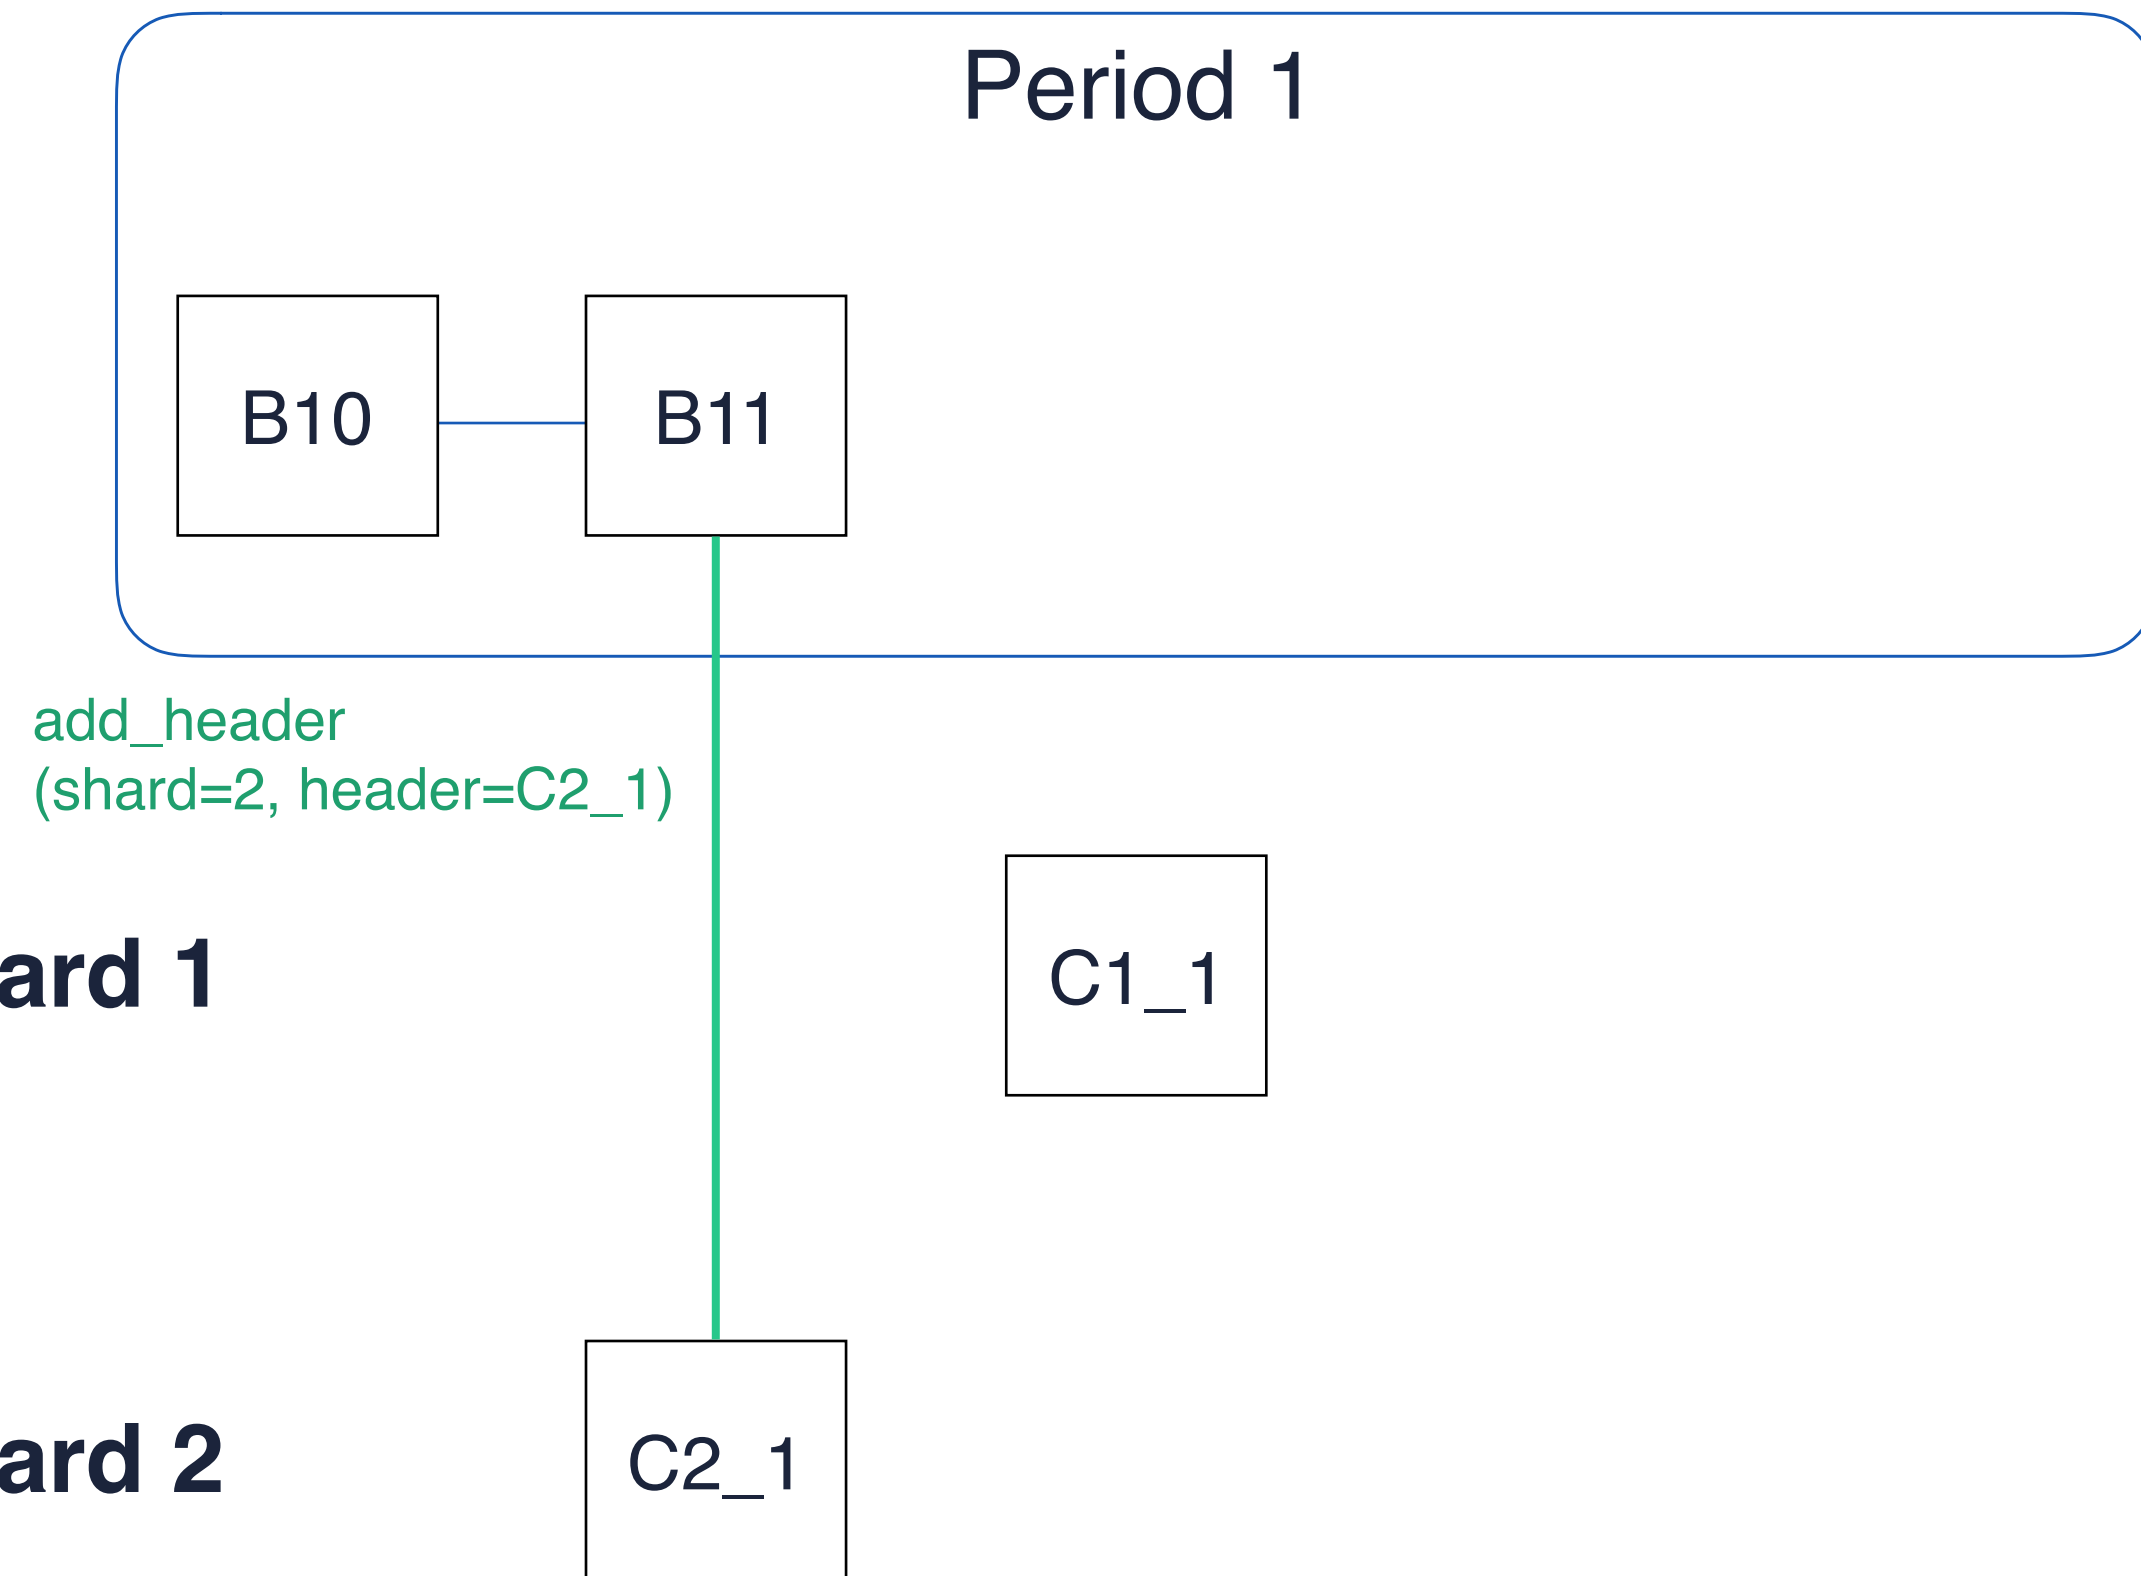 Period 1
B10
B11
add_header
(shard=2, header=C2_1)
C1_1
ard 1
C2_1
ard 2